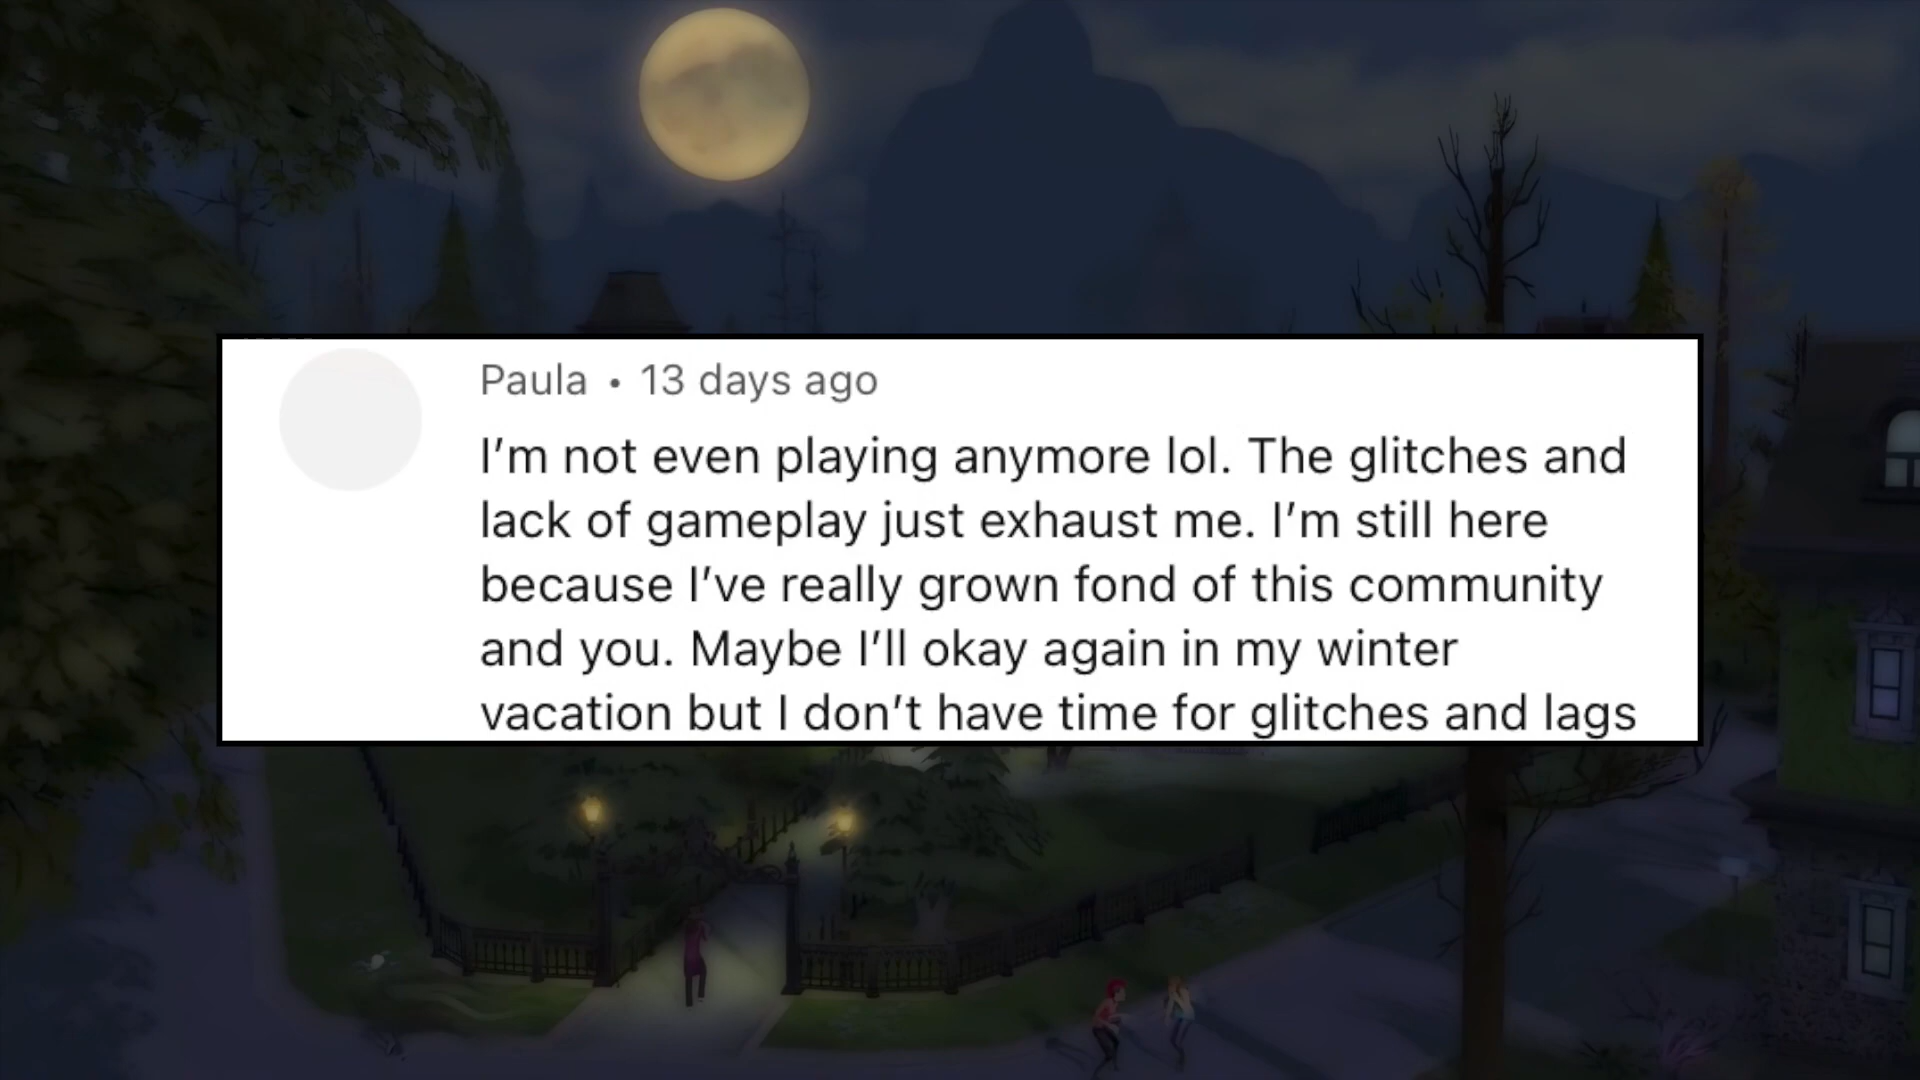 Paula • 13 days ago
I’m not even playing anymore lol. The glitches and
lack of gameplay just exhaust me. I’m still here
because I’ve really grown fond of this community
and you. Maybe I’ll okay again in my winter
vacation but I don’t have time for glitches and lags